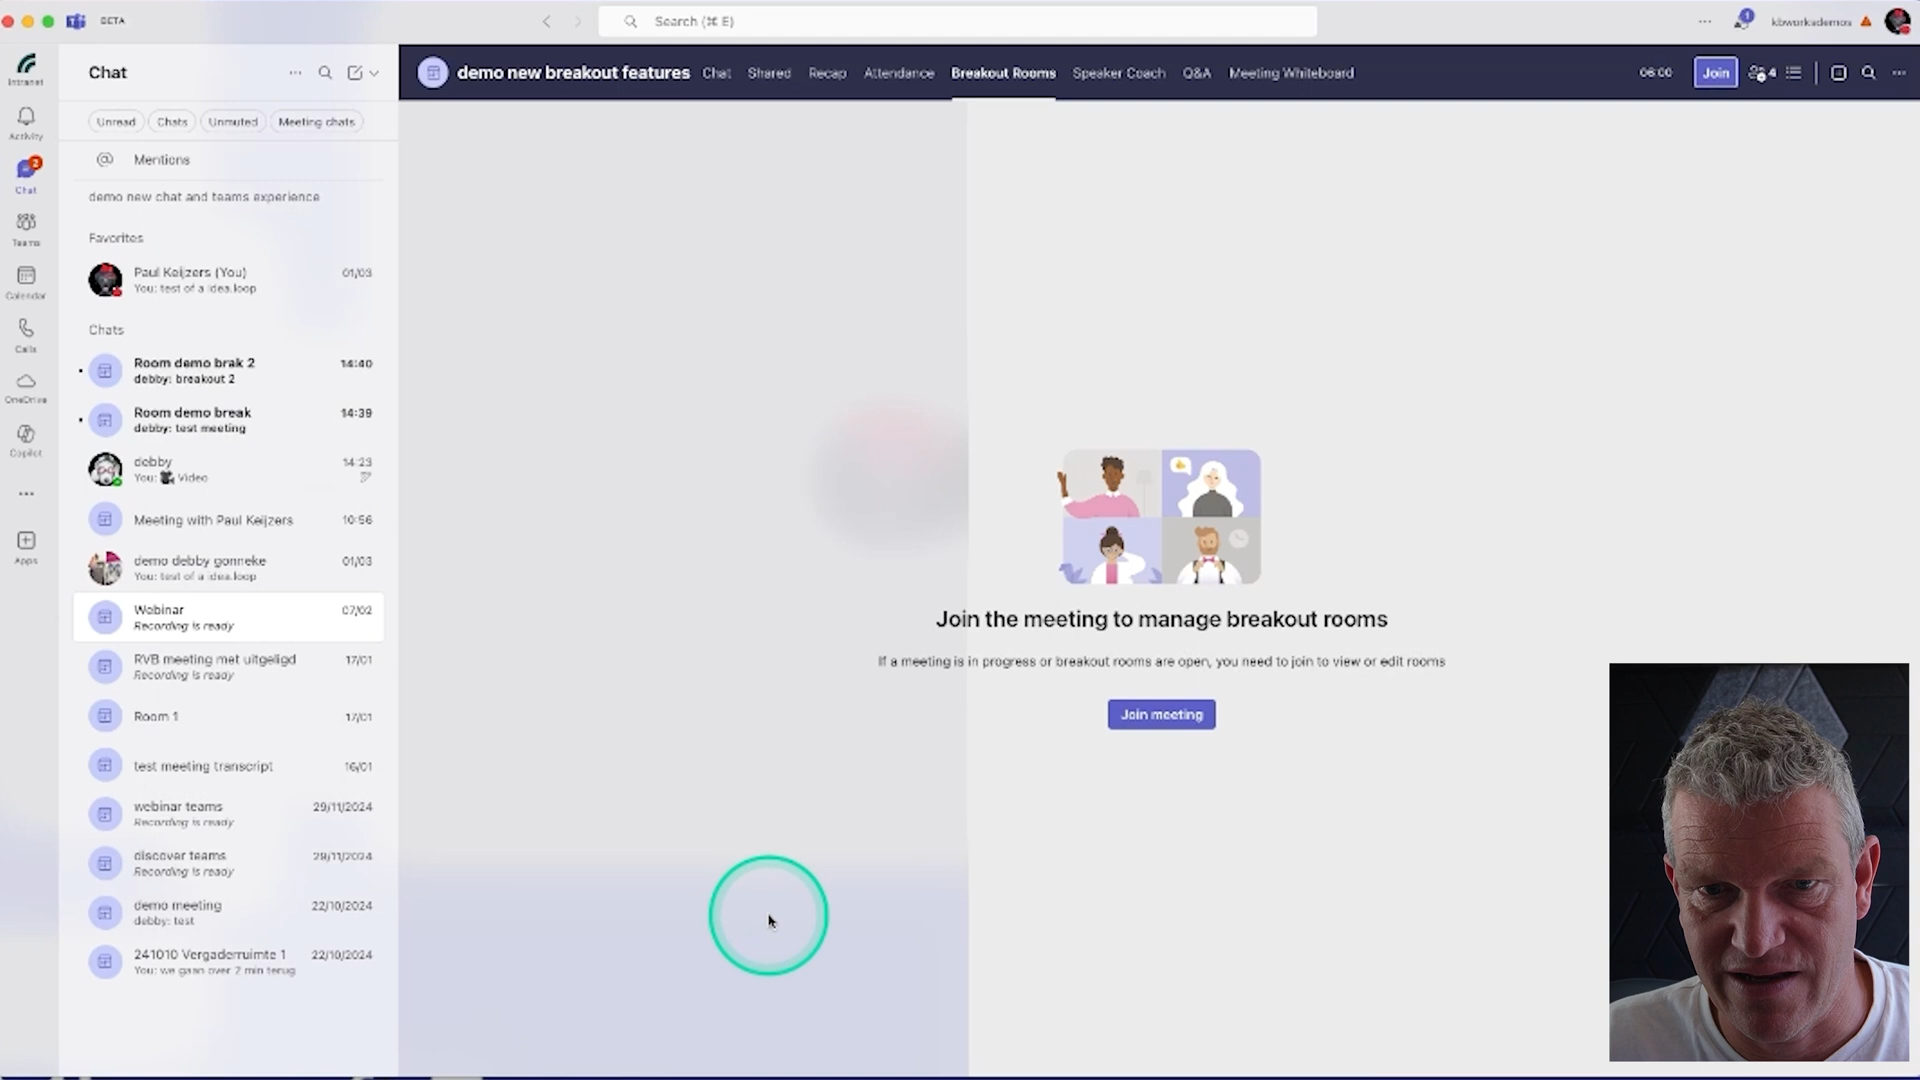 BETA
Search (⌘ E)
1
kbworksdemos
Intranet
Activity
2
Chat
Teams
Calendar
Calls
OneDrive
Copilot
Apps
Chat
Unread
Chats
Unmuted
Meeting chats
Mentions
demo new chat and teams experience
Favorites
Paul Keijzers (You) 01/03
You: test of a idea.loop
Chats
Room demo brak 2 14:40
debby: breakout 2
Room demo break 14:39
debby: test meeting
debby 14:23
You: Video
Meeting with Paul Keijzers 10:56
demo debby gonneke 01/03
You: test of a idea.loop
Webinar 07/02
Recording is ready
RVB meeting met uitgeligd 17/01
Recording is ready
Room 1 17/01
test meeting transcript 16/01
webinar teams 29/11/2024
Recording is ready
discover teams 29/11/2024
Recording is ready
demo meeting 22/10/2024
debby: test
241010 Vergaderruimte 1 22/10/2024
You: we gaan over 2 min terug
demo new breakout features
Chat
Shared
Recap
Attendance
Breakout Rooms
Speaker Coach
Q&A
Meeting Whiteboard
06:00
Join
4
Join the meeting to manage breakout rooms
If a meeting is in progress or breakout rooms are open, you need to join to view or edit rooms
Join meeting